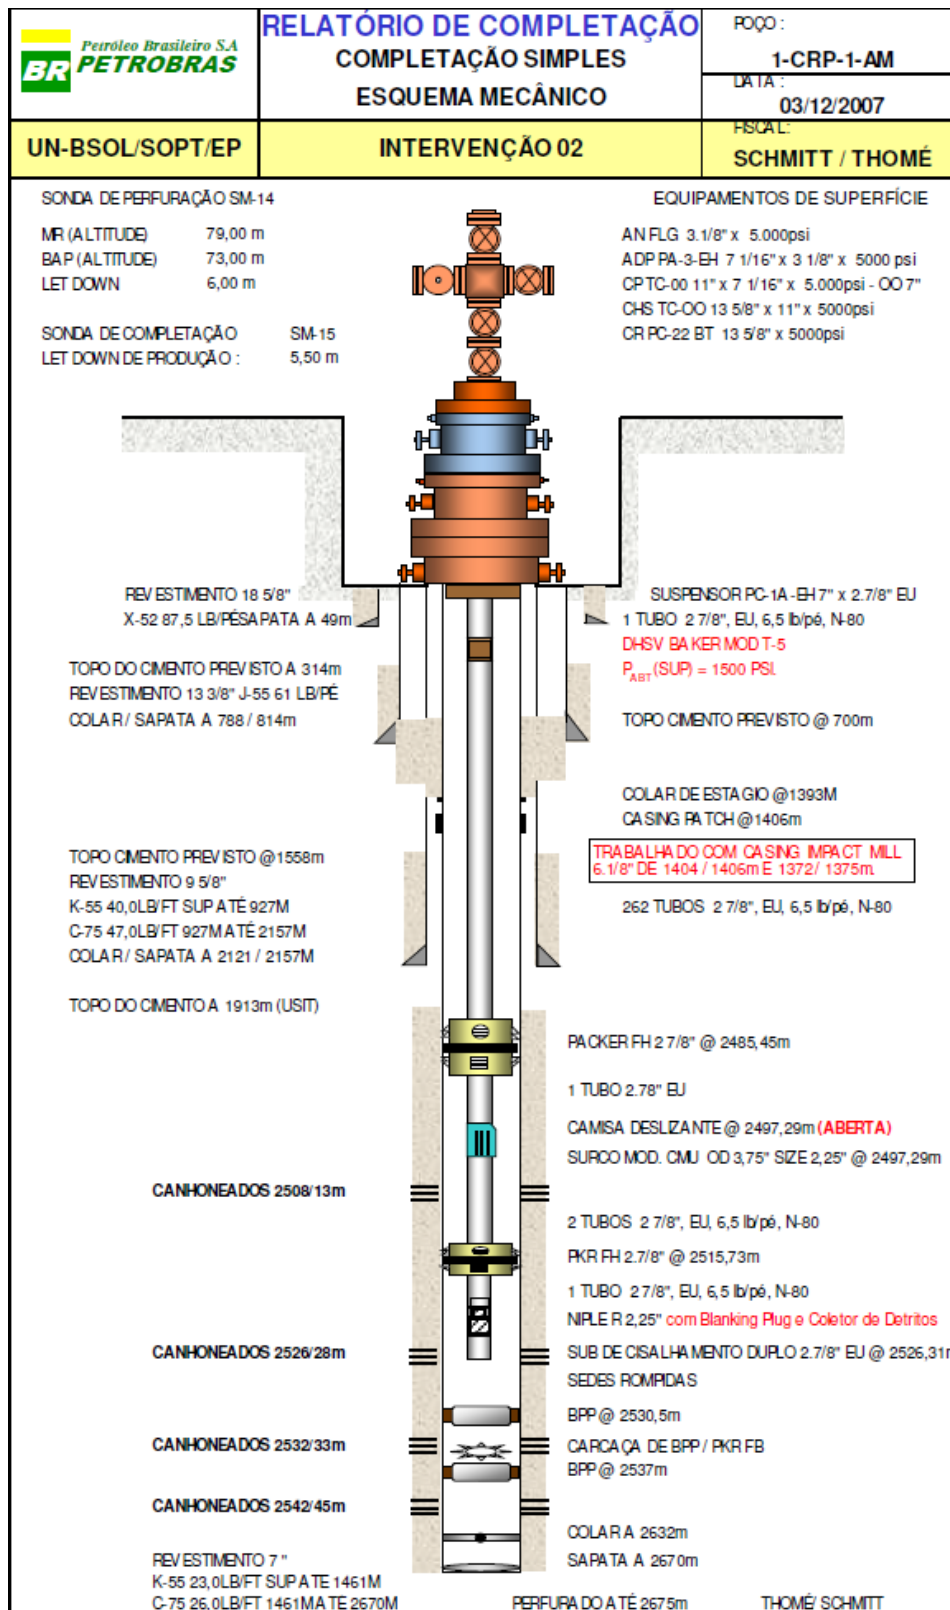 Petróleo Brasileiro S.A
BR PETROBRAS
RELATÓRIO DE COMPLETAÇÃO
COMPLETAÇÃO SIMPLES
ESQUEMA MECÂNICO
POÇO :
1-CRP-1-AM
DATA :
03/12/2007
UN-BSOL/SOPT/EP
INTERVENÇÃO 02
FISCAL:
SCHMITT / THOMÉ
SONDA DE PERFURAÇÃO SM-14
MR (ALTITUDE) 79,00 m
BAP (ALTITUDE) 73,00 m
LET DOWN 6,00 m
SONDA DE COMPLETAÇÃO SM-15
LET DOWN DE PRODUÇÃO : 5,50 m
EQUIPAMENTOS DE SUPERFÍCIE
AN FLG 3.1/8" x 5.000psi
ADP PA-3-EH 7 1/16" x 3 1/8" x 5000 psi
CP TC-00 11" x 7 1/16" x 5.000psi - OO 7"
CHS TC-OO 13 5/8" x 11" x 5000psi
CR PC-22 BT 13 5/8" x 5000psi
REVESTIMENTO 18 5/8"
X-52 87,5 LB/PÉSAPATA A 49m
TOPO DO CIMENTO PREVISTO A 314m
REVESTIMENTO 13 3/8" J-55 61 LB/PÉ
COLAR / SAPATA A 788 / 814m
SUSPENSOR PC-1A -EH 7" x 2.7/8" EU
1 TUBO 2 7/8", EU, 6,5 lb/pé, N-80
DHSV BAKER MOD T-5
PABT (SUP) = 1500 PSI.
TOPO CIMENTO PREVISTO @ 700m
COLAR DE ESTAGIO @1393M
CASING PATCH @1406m
TRABALHADO COM CASING IMPACT MILL
6.1/8" DE 1404 / 1406m E 1372/ 1375m.
262 TUBOS 2 7/8", EU, 6,5 lb/pé, N-80
TOPO CIMENTO PREVISTO @1558m
REVESTIMENTO 9 5/8"
K-55 40,0LB/FT SUP ATÉ 927M
C-75 47,0LB/FT 927M ATÉ 2157M
COLAR / SAPATA A 2121 / 2157M
TOPO DO CIMENTO A 1913m (USIT)
PACKER FH 2 7/8" @ 2485,45m
1 TUBO 2.78" EU
CAMISA DESLIZANTE @ 2497,29m (ABERTA)
SURCO MOD. CMU OD 3,75" SIZE 2,25" @ 2497,29m
CANHONEADOS 2508/13m
2 TUBOS 2 7/8", EU, 6,5 lb/pé, N-80
PKR FH 2.7/8" @ 2515,73m
1 TUBO 2 7/8", EU, 6,5 lb/pé, N-80
NIPLE R 2,25" com Blanking Plug e Coletor de Detritos
CANHONEADOS 2526/28m
SUB DE CISALHAMENTO DUPLO 2.7/8" EU @ 2526,31m
SEDES ROMPIDAS
BPP @ 2530,5m
CANHONEADOS 2532/33m
CARCAÇA DE BPP / PKR FB
BPP @ 2537m
CANHONEADOS 2542/45m
COLAR A 2632m
SAPATA A 2670m
REVESTIMENTO 7 "
K-55 23,0LB/FT SUP ATE 1461M
C-75 26,0LB/FT 1461M ATE 2670M
PERFURADO ATÉ 2675m
THOMÉ/ SCHMITT